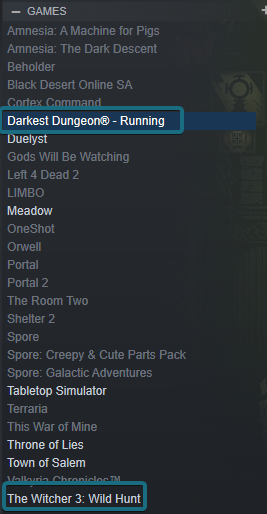 GAMES
Amnesia: A Machine for Pigs
Amnesia: The Dark Descent
Beholder
Black Desert Online SA
Cortex Command
Darkest Dungeon® - Running
Duelyst
Gods Will Be Watching
Left 4 Dead 2
LIMBO
Meadow
OneShot
Orwell
Portal
Portal 2
The Room Two
Shelter 2
Spore
Spore: Creepy & Cute Parts Pack
Spore: Galactic Adventures
Tabletop Simulator
Terraria
This War of Mine
Throne of Lies
Town of Salem
Valkyria Chronicles™
The Witcher 3: Wild Hunt